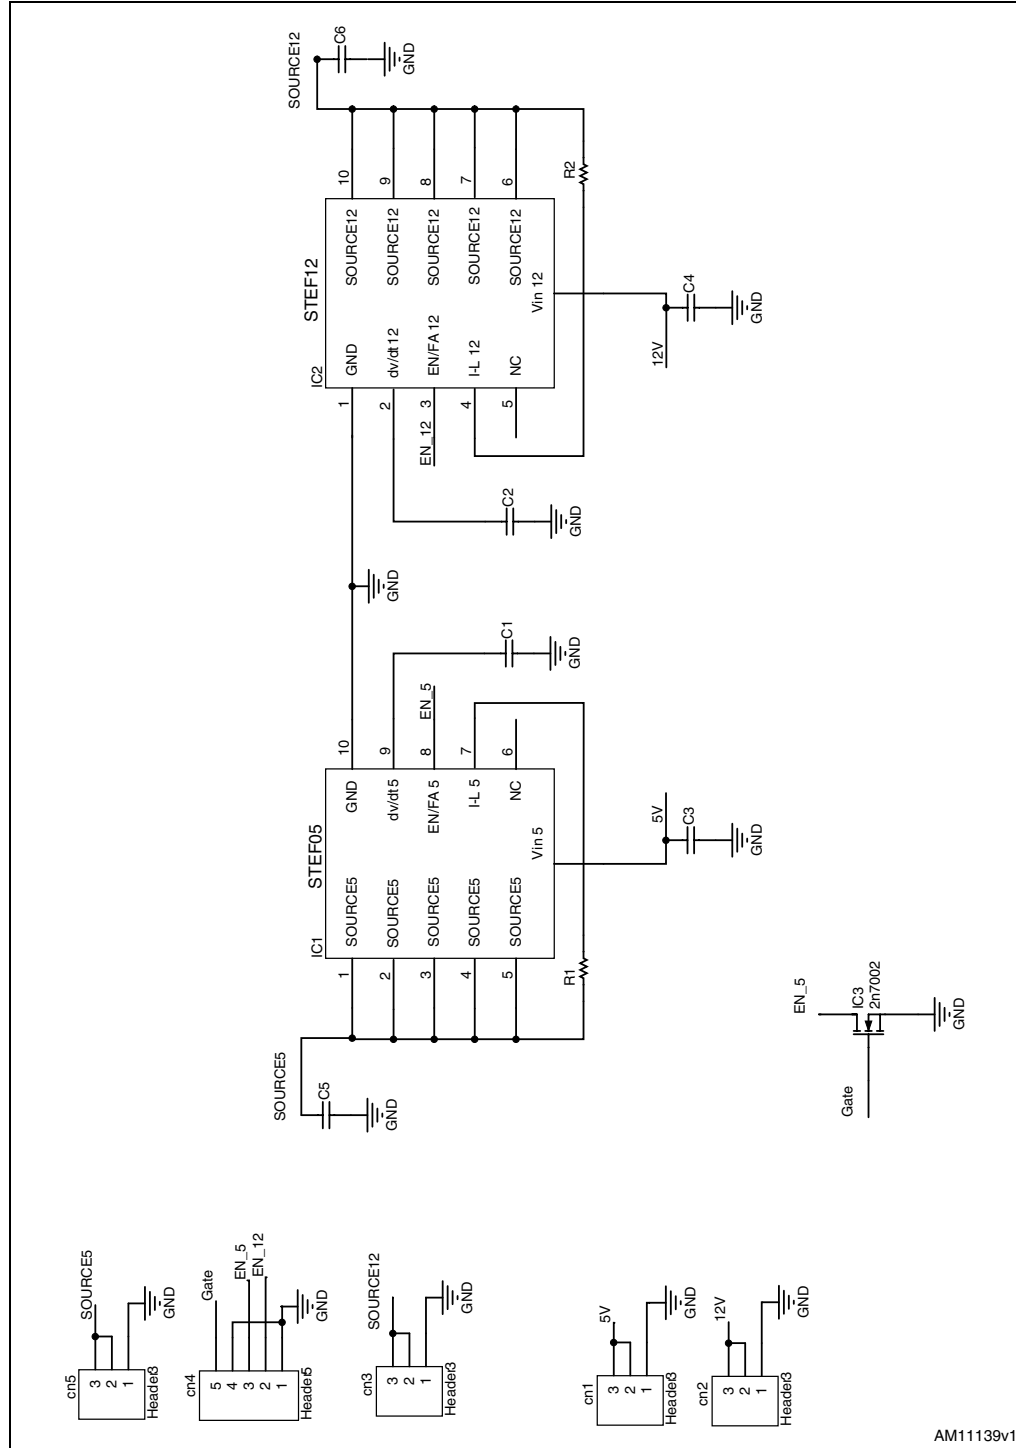 SOURCE12
C6
GND
10
9
8
7
6
R2
STEF12
IC2
GND
dv/dt 12
EN/FA 12
I-L 12
NC
SOURCE12
SOURCE12
SOURCE12
SOURCE12
SOURCE12
Vin 12
1
2
3
4
5
EN_12
12V
C4
GND
C2
GND
GND
C1
GND
EN_5
10
9
8
7
6
STEF05
IC1
GND
dv/dt 5
EN/FA 5
I-L 5
NC
SOURCE5
SOURCE5
SOURCE5
SOURCE5
SOURCE5
Vin 5
1
2
3
4
5
R1
5V
C3
GND
SOURCE5
C5
GND
EN_5
IC3
2n7002
Gate
GND
cn5
3
2
1
Header3
SOURCE5
GND
cn4
5
4
3
2
1
Header5
Gate
EN_5
EN_12
GND
cn3
3
2
1
Header3
SOURCE12
GND
cn1
3
2
1
Header3
5V
GND
cn2
3
2
1
Header3
12V
GND
AM11139v1